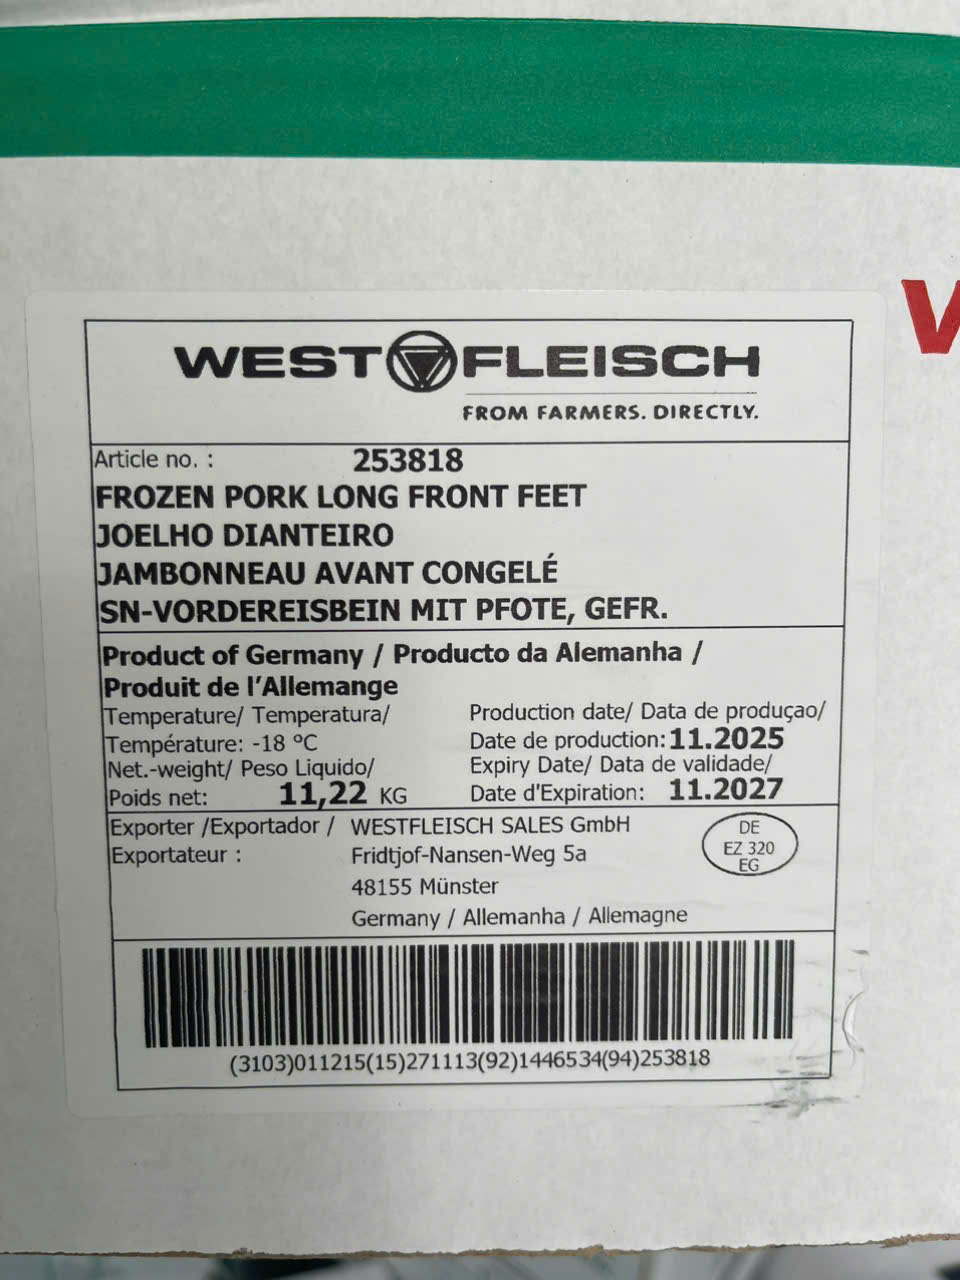 WESTFLEISCH
FROM FARMERS. DIRECTLY.
Article no. : 253818
FROZEN PORK LONG FRONT FEET
JOELHO DIANTEIRO
JAMBONNEAU AVANT CONGELÉ
SN-VORDEREISBEIN MIT PFOTE, GEFR.
Product of Germany / Producto da Alemanha /
Produit de l'Allemange
Temperature/ Temperatura/
Température: -18 °C
Net.-weight/ Peso Liquido/
Poids net: 11,22 KG
Production date/ Data de produçao/
Date de production: 11.2025
Expiry Date/ Data de validade/
Date d'Expiration: 11.2027
Exporter /Exportador / WESTFLEISCH SALES GmbH
Exportateur : Fridtjof-Nansen-Weg 5a
48155 Münster
Germany / Allemanha / Allemagne
DE
EZ 320
EG
(3103)011215(15)271113(92)1446534(94)253818